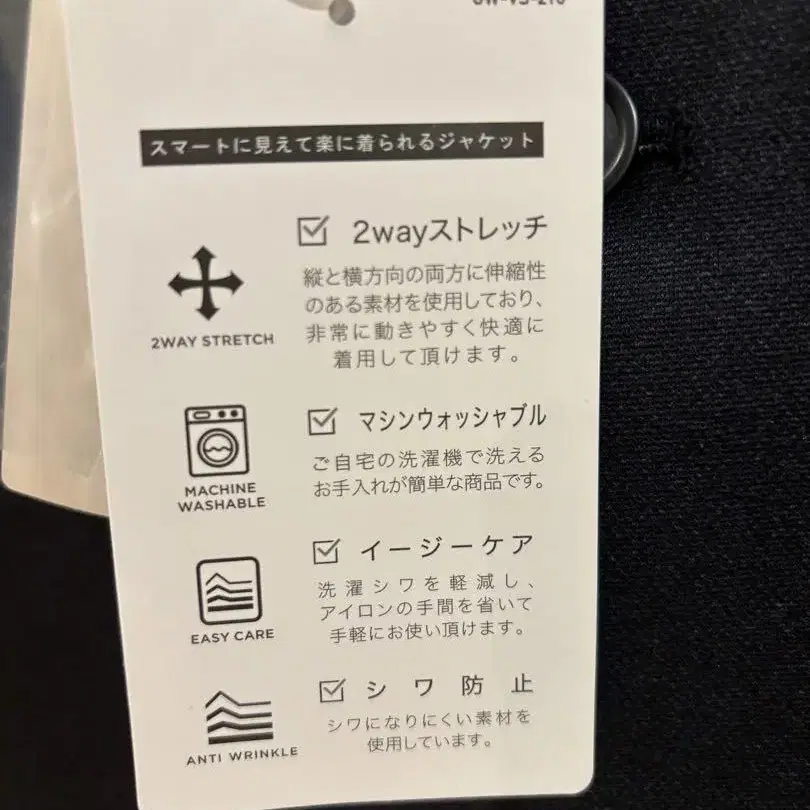 スマートに見えて楽に着られるジャケット
2wayストレッチ
縦と横方向の両方に伸縮性
のある素材を使用しており、
非常に動きやすく快適に
着用して頂けます。
2WAY STRETCH
マシンウォッシャブル
ご自宅の洗濯機で洗える
お手入れが簡単な商品です。
MACHINE
WASHABLE
イージーケア
洗濯シワを軽減し、
アイロンの手間を省いて
手軽にお使い頂けます。
EASY CARE
シワ防止
シワになりにくい素材を
使用しています。
ANTI WRINKLE